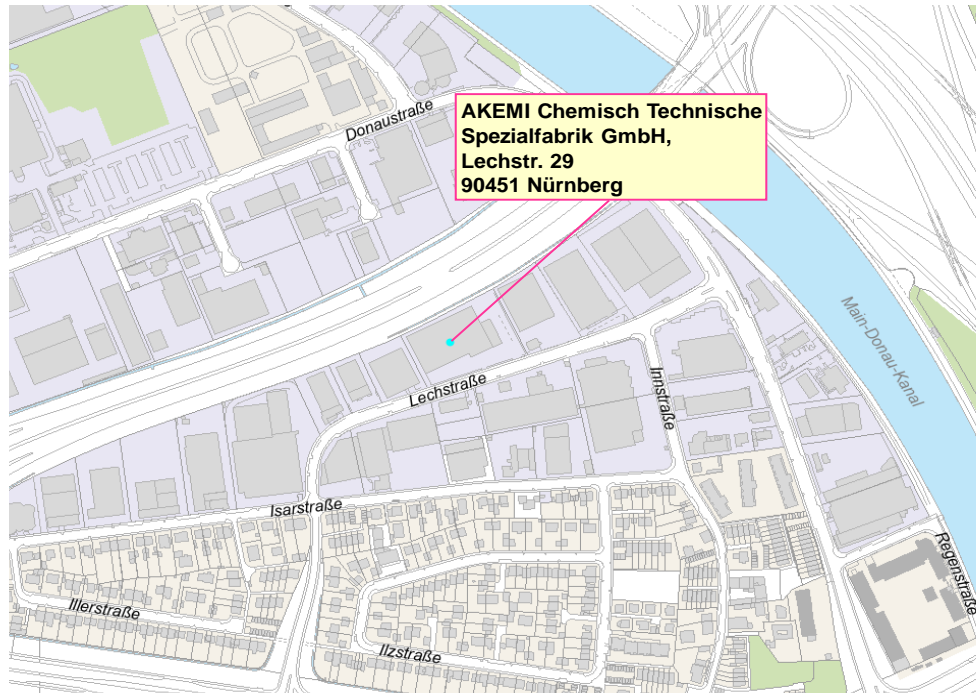 Donaustraße
AKEMI Chemisch Technische
Spezialfabrik GmbH,
Lechstr. 29
90451 Nürnberg
Main-Donau-Kanal
Lechstraße
Innstraße
Isarstraße
Regenstraße
Illerstraße
Ilzstraße